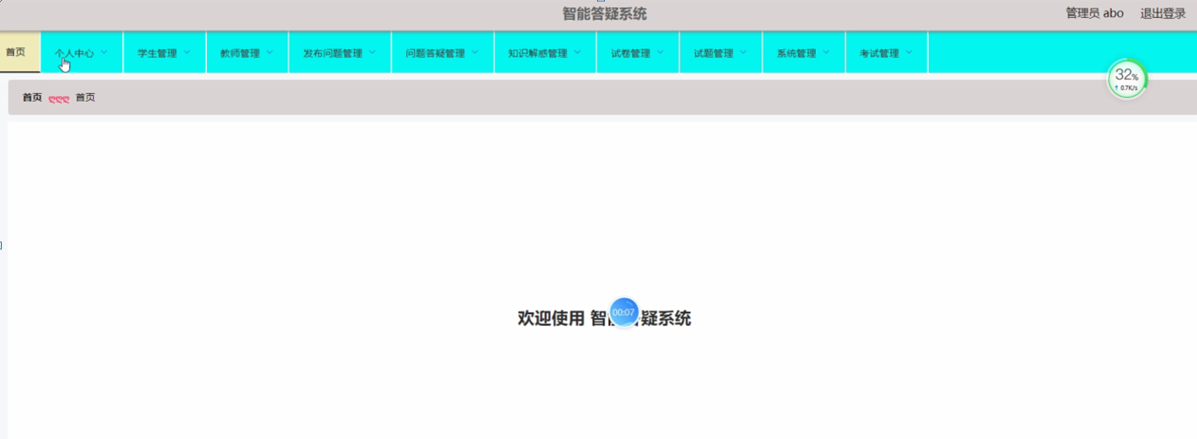 智能答疑系统
管理员 abo 退出登录
首页 个人中心 学生管理 教师管理 发布问题管理 问题答疑管理 知识解惑管理 试卷管理 试题管理 系统管理 考试管理
32%
↑ 0.7K/s
首页 ღღღ 首页
欢迎使用 智 疑系统
00:07